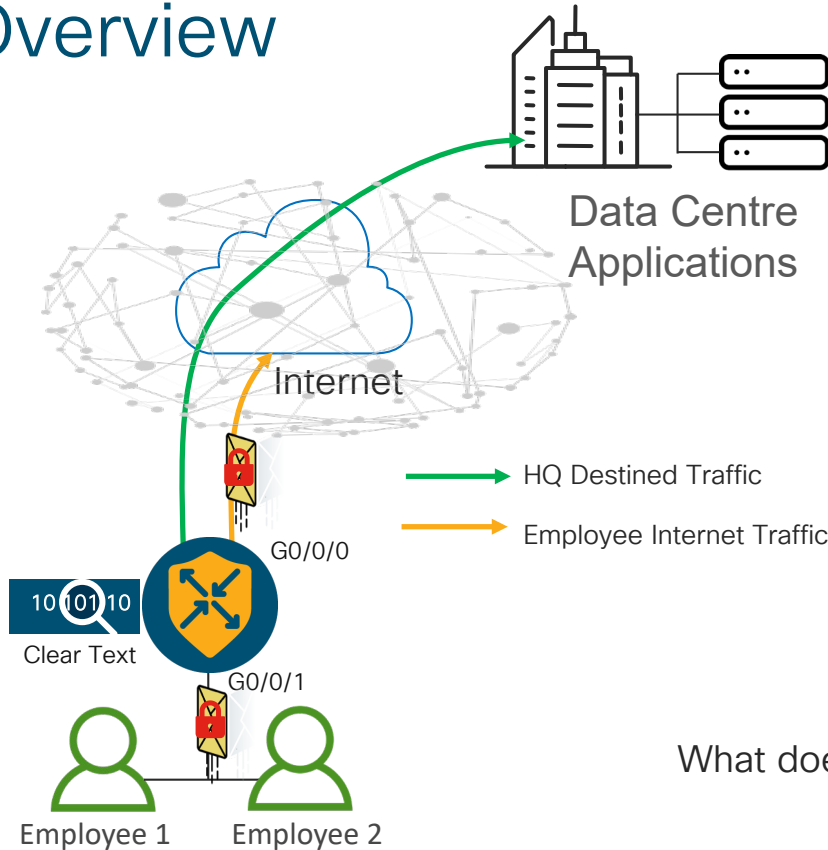 Overview
Data Centre
Applications
Internet
HQ Destined Traffic
Employee Internet Traffic
G0/0/0
10 101 10
Clear Text
G0/0/1
What doe
Employee 1
Employee 2